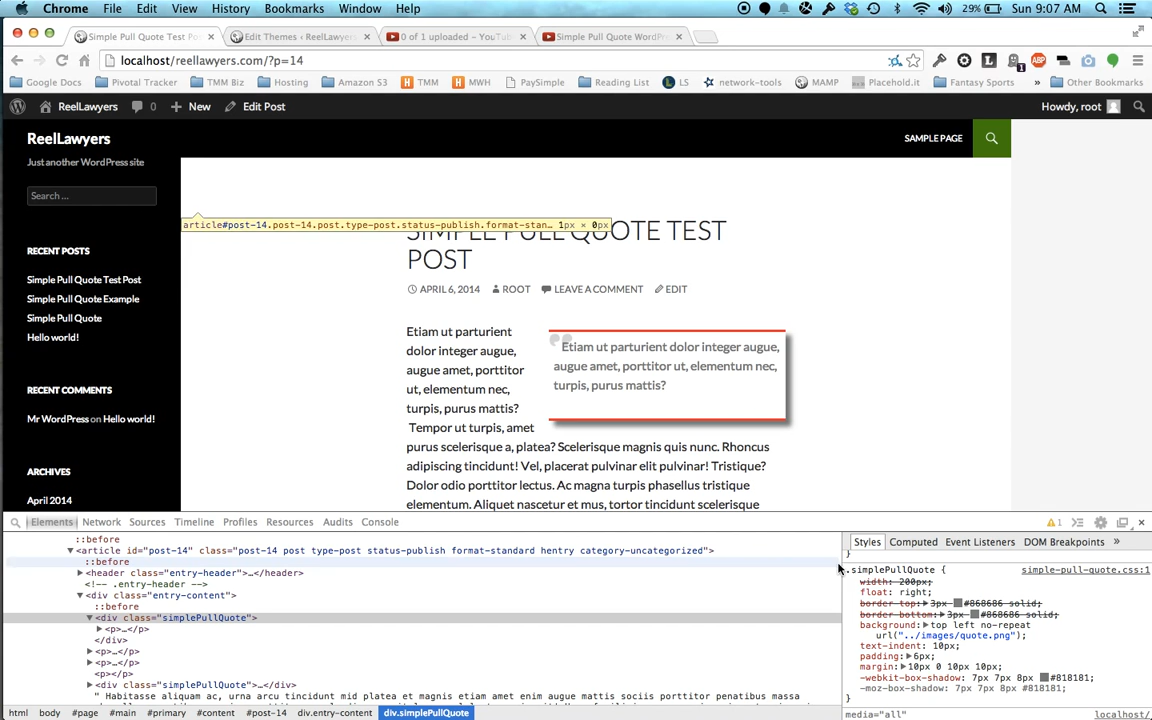 Chrome File Edit View History Bookmarks Window Help 29% Sun 9:07 AM
Simple Pull Quote Test Po Edit Themes ‹ ReelLawyers 0 of 1 uploaded - YouTub Simple Pull Quote WordPr
localhost/reellawyers.com/?p=14
Google Docs Pivotal Tracker TMM Biz Hosting Amazon S3 TMM MWH PaySimple Reading List LS network-tools MAMP Placehold.it Fantasy Sports » Other Bookmarks
ReelLawyers 0 New Edit Post Howdy, root
ReelLawyers SAMPLE PAGE
Just another WordPress site
Search …
article#post-14.post-14.post.type-post.status-publish.format-stan… 1px × 0px
SIMPLE PULL QUOTE TEST
POST
RECENT POSTS
Simple Pull Quote Test Post
Simple Pull Quote Example
Simple Pull Quote
Hello world!
APRIL 6, 2014 ROOT LEAVE A COMMENT EDIT
Etiam ut parturient
dolor integer augue,
augue amet, porttitor
ut, elementum nec,
turpis, purus mattis?
Tempor ut turpis, amet
purus scelerisque a, platea? Scelerisque magnis quis nunc. Rhoncus
adipiscing tincidunt! Vel, placerat pulvinar elit pulvinar! Tristique?
Dolor odio porttitor lectus. Ac magna turpis phasellus tristique
elementum. Aliquet nascetur et mus, tortor tincidunt scelerisque
Etiam ut parturient dolor integer augue,
augue amet, porttitor ut, elementum nec,
turpis, purus mattis?
RECENT COMMENTS
Mr WordPress on Hello world!
ARCHIVES
April 2014
Elements Network Sources Timeline Profiles Resources Audits Console 1
::before
<article id="post-14" class="post-14 post type-post status-publish format-standard hentry category-uncategorized">
::before
<header class="entry-header">…</header>
<!-- .entry-header -->
<div class="entry-content">
::before
<div class="simplePullQuote">
<p>…</p>
</div>
<p>…</p>
<p>…</p>
<p></p>
<div class="simplePullQuote">…</div>
" Habitasse aliquam ac, urna arcu tincidunt mid platea et magnis etiam amet enim augue mattis sociis porttitor penatibus massa
html body #page #main #primary #content #post-14 div.entry-content div.simplePullQuote
Styles Computed Event Listeners DOM Breakpoints »
}
.simplePullQuote { simple-pull-quote.css:1
width: 200px;
float: right;
border-top: 3px #868686 solid;
border-bottom: 3px #868686 solid;
background: top left no-repeat
url("../images/quote.png");
text-indent: 10px;
padding: 6px;
margin: 10px 0 10px 10px;
-webkit-box-shadow: 7px 7px 8px #818181;
-moz-box-shadow: 7px 7px 8px #818181;
}
media="all" localhost/